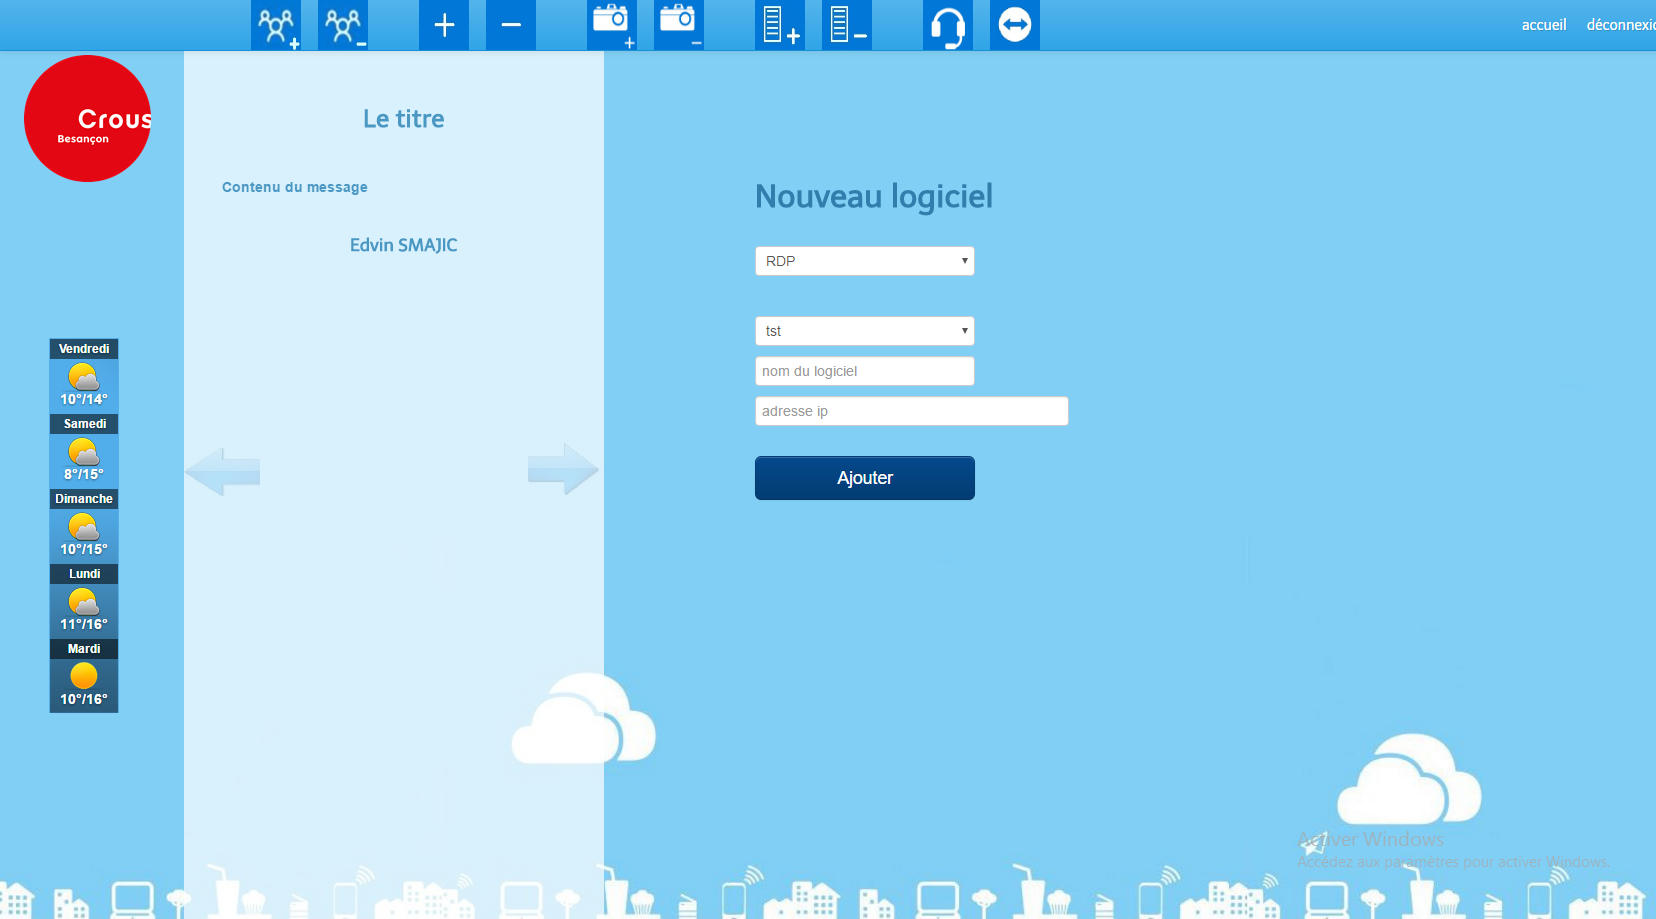 accueil déconnexi
Crous
Besançon
Le titre
Contenu du message
Edvin SMAJIC
Nouveau logiciel
RDP
tst
nom du logiciel
adresse ip
Ajouter
Vendredi
10°/14°
Samedi
8°/15°
Dimanche
10°/15°
Lundi
11°/16°
Mardi
10°/16°
Activer Windows
Accédez aux paramètres pour activer Windows.